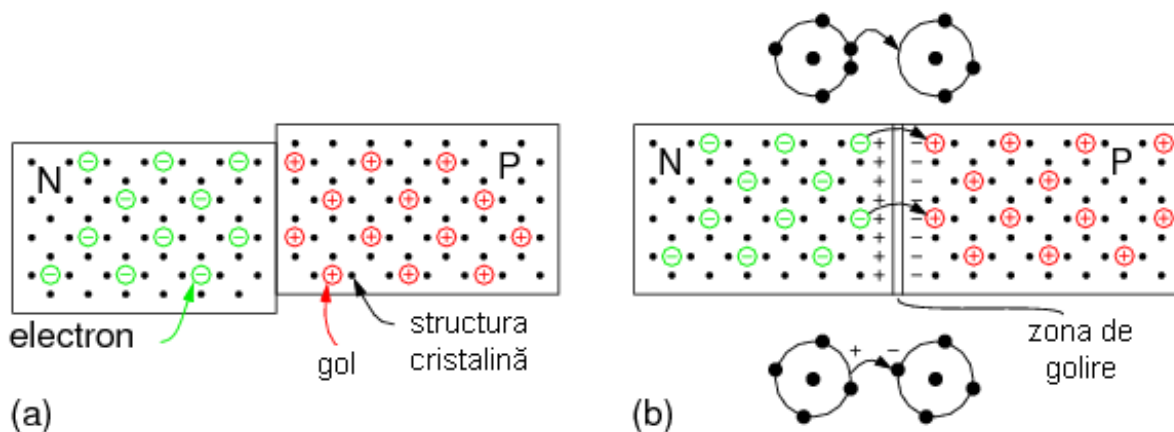 N
P
electron
gol
structura
cristalină
(a)
N
P
+ −
zona de
golire
(b)